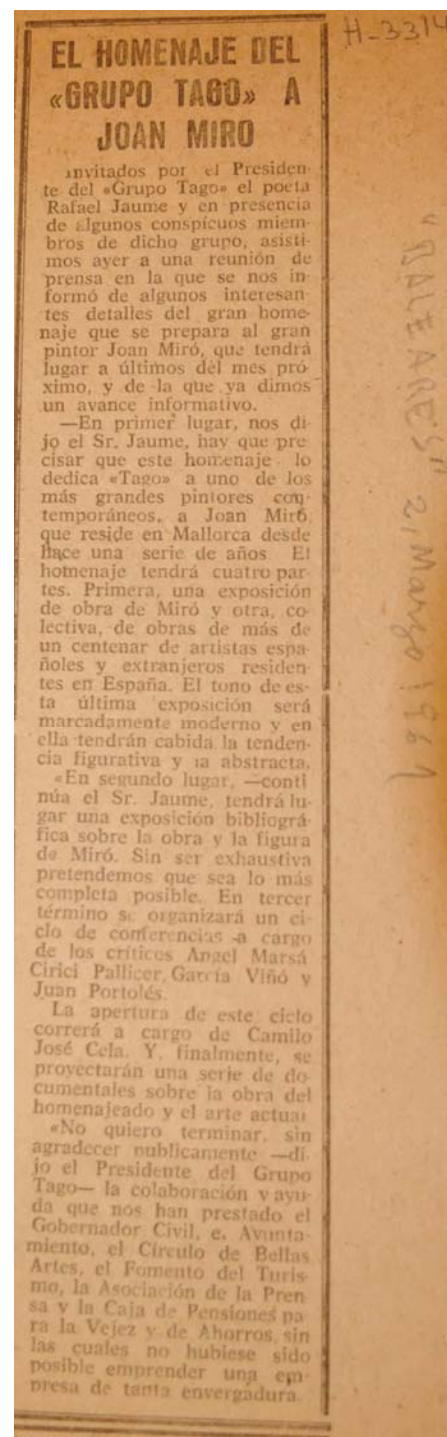 H-3314
EL HOMENAJE DEL
«GRUPO TAGO» A
JOAN MIRO
invitados por el Presiden-
te del «Grupo Tago» el poeta
Rafael Jaume y en presencia
de algunos conspícuos miem-
bros de dicho grupo, asisti-
mos ayer a una reunión de
prensa en la que se nos in-
formó de algunos interesan-
tes detalles del gran home-
naje que se prepara al gran
pintor Joan Miró, que tendrá
lugar a últimos del mes pró-
ximo, y de la que ya dimos
un avance informativo.
—En primer lugar, nos di-
jo el Sr. Jaume, hay que pre
cisar que este homenaje lo
dedica «Tago» a uno de los
más grandes pintores con-
temporáneos, a Joan Miró,
que reside en Mallorca desde
hace una serie de años El
homenaje tendrá cuatro par-
tes. Primera, una exposición
de obra de Miró y otra, co-
lectiva, de obras de más de
un centenar de artistas espa-
ñoles y extranjeros residen-
tes en España. El tono de es-
ta última exposición será
marcadamente moderno y en
ella tendrán cabida la tenden-
cia figurativa y la abstracta.
«En segundo lugar, —conti
núa el Sr. Jaume, tendrá lu-
gar una exposición bibliográ-
fica sobre la obra y la figura
de Miró. Sin ser exhaustiva
pretendemos que sea lo más
completa posible. En tercer
término se organizará un ci-
clo de conferencias a cargo
de los críticos Angel Marsá
Cirici Pallicer, García Viñó y
Juan Portolés.
La apertura de este ciclo
correrá a cargo de Camilo
José Cela. Y, finalmente, se
proyectarán una serie de do-
cumentales sobre la obra del
homenajeado y el arte actual
«No quiero terminar, sin
agradecer publicamente —di-
jo el Presidente del Grupo
Tago— la colaboración y ayu-
da que nos han prestado el
Gobernador Civil, e. Ayunta-
miento, el Círculo de Bellas
Artes, el Fomento del Turis-
mo, la Asociación de la Pren
sa y la Caja de Pensiones pa
ra la Vejez y de Ahorros, sin
las cuales no hubiese sido
posible emprender una em-
presa de tanta envergadura.
"BALEARES" 2, Marzo 1961